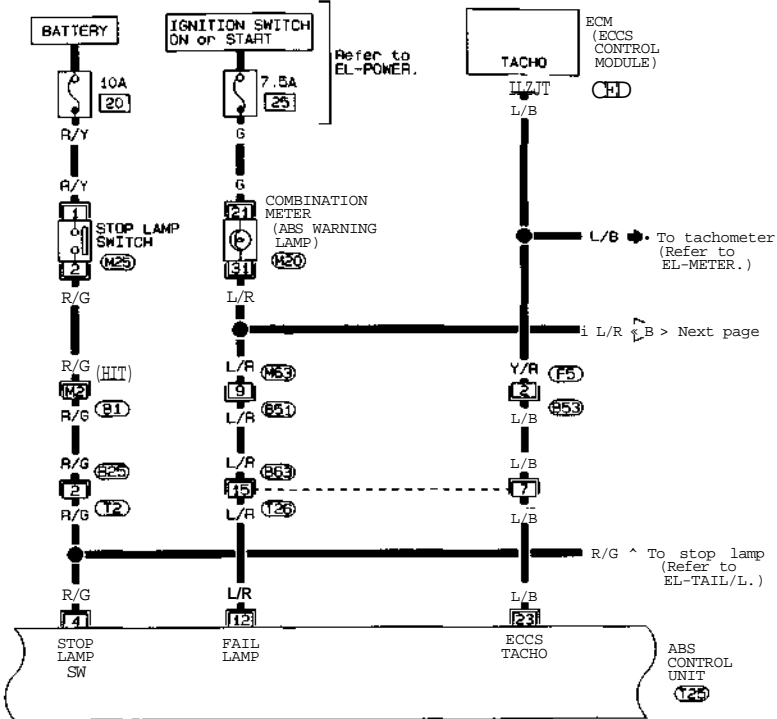 BATTERY
IGNITION SWITCH
ON or START
Refer to
EL-POWER.
ECM
(ECCS
CONTROL
MODULE)
TACHO
10A
20
7.5A
25
L/B
R/Y
G
R/Y
G
1
STOP LAMP
SWITCH
2
M25
21
COMBINATION
METER
(ABS WARNING
LAMP)
31
M20
L/B
To tachometer
(Refer to
EL-METER.)
R/G
L/R
i L/R B > Next page
R/G
(HIT)
M2
B1
R/G
L/R
M63
9
B51
L/R
Y/R
F5
2
B53
L/B
R/G
B25
2
T2
R/G
L/R
B63
15
T26
L/R
L/B
7
L/B
R/G ^ To stop lamp
(Refer to
EL-TAIL/L.)
R/G
L/R
L/B
4
12
23
STOP
LAMP
SW
FAIL
LAMP
ECCS
TACHO
ABS
CONTROL
UNIT
T25